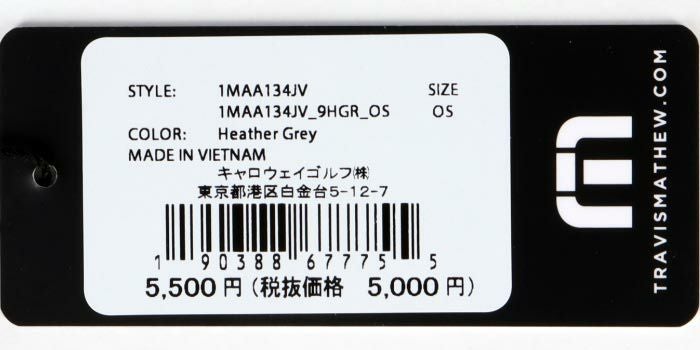 STYLE: 1MAA134JV SIZE
1MAA134JV_9HGR_OS OS
COLOR: Heather Grey
MADE IN VIETNAM
キャロウェイゴルフ㈱
東京都港区白金台5-12-7
1 90388 67775 5
5,500円(税抜価格 5,000円)
TRAVISMATHEW.COM